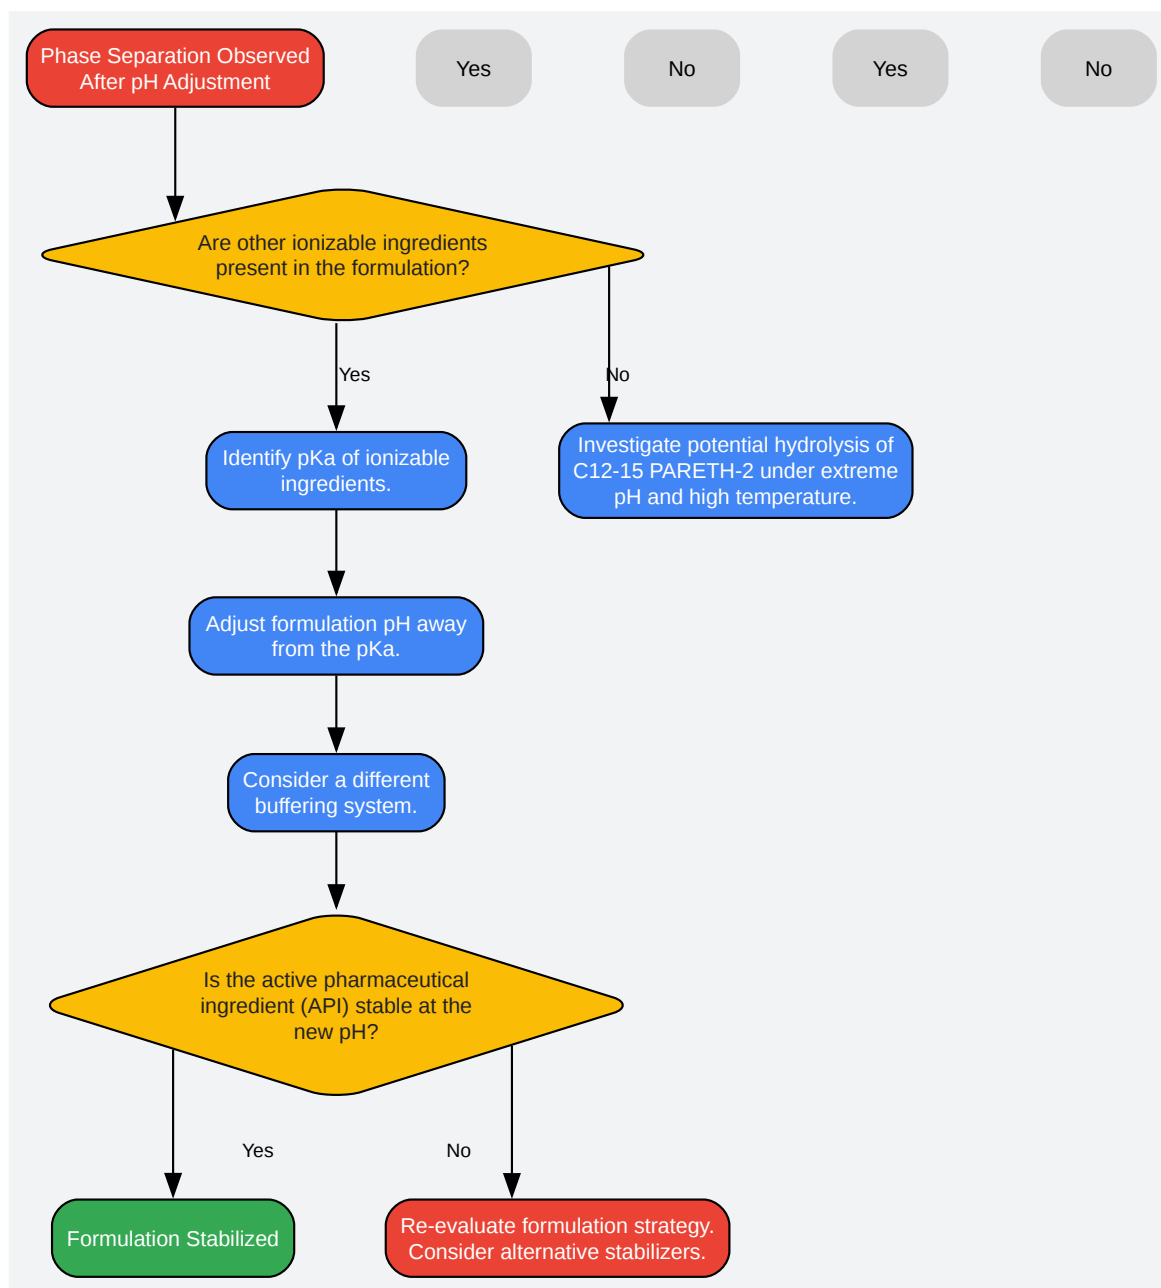 Phase Separation Observed
After pH Adjustment
Yes
No
Yes
No
Are other ionizable ingredients
present in the formulation?
Yes
No
Identify pKa of ionizable
ingredients.
Investigate potential hydrolysis of
C12-15 PARETH-2 under extreme
pH and high temperature.
Adjust formulation pH away
from the pKa.
Consider a different
buffering system.
Is the active pharmaceutical
ingredient (API) stable at the
new pH?
Yes
No
Formulation Stabilized
Re-evaluate formulation strategy.
Consider alternative stabilizers.